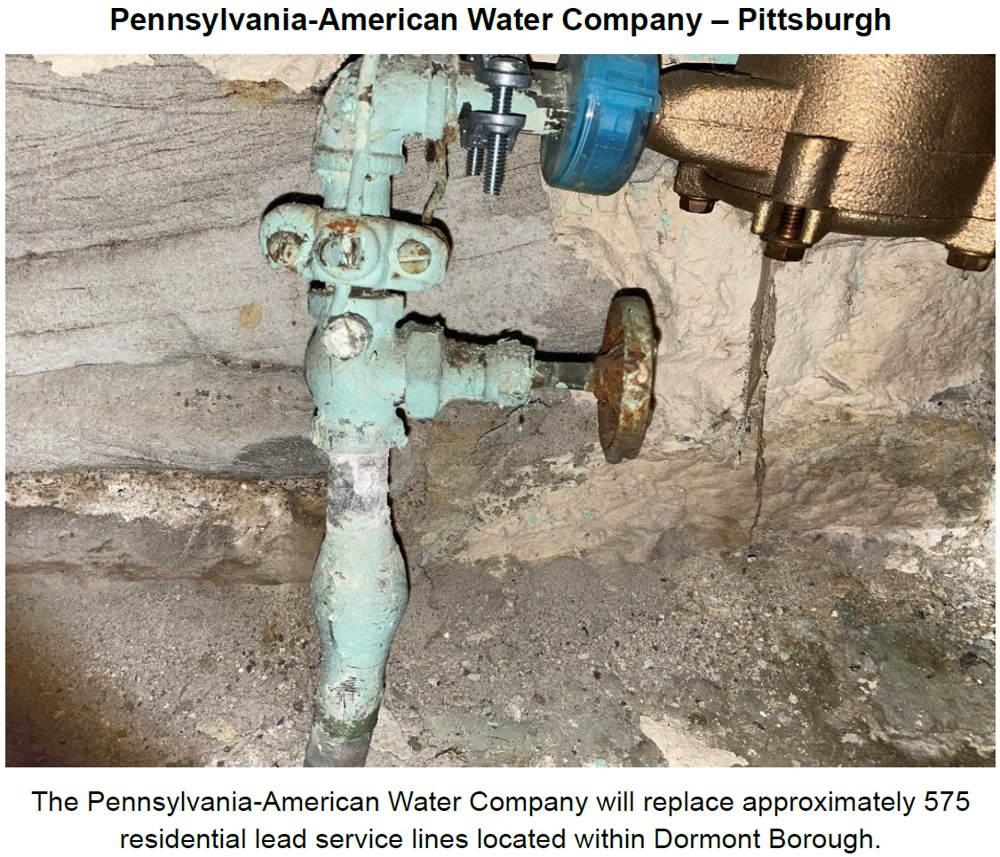 Pennsylvania-American Water Company – Pittsburgh
The Pennsylvania-American Water Company will replace approximately 575
residential lead service lines located within Dormont Borough.